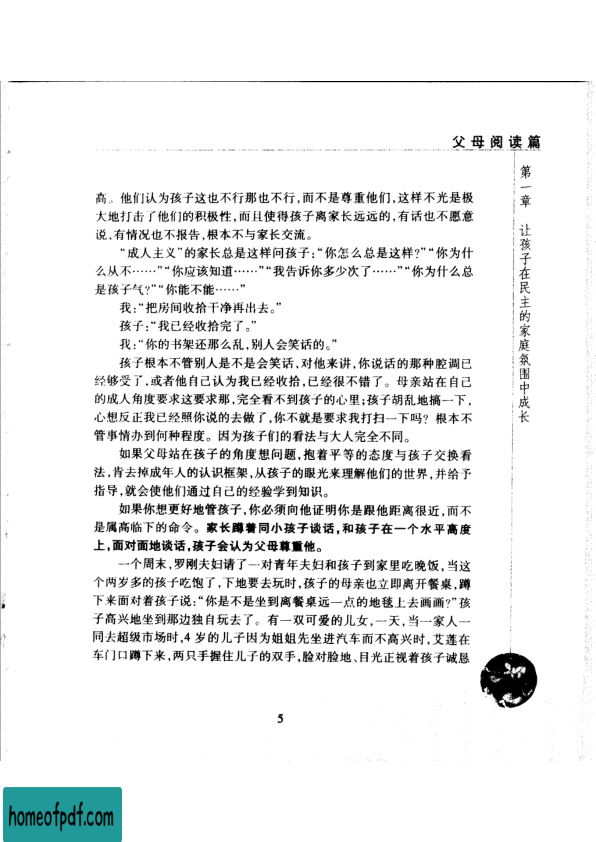 父母阅读篇
第一章 让孩子在民主的家庭氛围中成长
高。他们认为孩子这也不行那也不行,而不是尊重他们,这样不光是极
大地打击了他们的积极性,而且使得孩子离家长远远的,有话也不愿意
说,有情况也不报告,根本不与家长交流。
“成人主义”的家长总是这样问孩子:“你怎么总是这样?”“你为什
么从不……”“你应该知道……”“我告诉你多少次了……”“你为什么总
是孩子气?”“你能不能……”
我:“把房间收拾干净再出去。”
孩子:“我已经收拾完了。”
我:“你的书架还那么乱,别人会笑话的。”
孩子根本不管别人是不是会笑话,对他来讲,你说话的那种腔调已
经够受了,或者他自己认为我已经收拾,已经很不错了。母亲站在自己
的成人角度要求这要求那,完全看不到孩子的心里;孩子胡乱地搞一下,
心想反正我已经照你说的去做了,你不就是要求我打扫一下吗? 根本不
管事情办到何种程度。因为孩子们的看法与大人完全不同。
如果父母站在孩子的角度想问题,抱着平等的态度与孩子交换看
法,肯去掉成年人的认识框架,从孩子的眼光来理解他们的世界,并给予
指导,就会使他们通过自己的经验学到知识。
如果你想更好地管孩子,你必须向他证明你是跟他距离很近,而不
是属高临下的命令。家长蹲着同小孩子谈话,和孩子在一个水平高度
上,面对面地谈话,孩子会认为父母尊重他。
一个周末,罗刚夫妇请了一对青年夫妇和孩子到家里吃晚饭,当这
个两岁多的孩子吃饱了,下地要去玩时,孩子的母亲也立即离开餐桌,蹲
下来面对着孩子说:“你是不是坐到离餐桌远一点的地毯上去画画?”孩
子高兴地坐到那边独自玩去了。有一双可爱的儿女,一天,当一家人一
同去超级市场时,4 岁的儿子因为姐姐先坐进汽车而不高兴时,艾莲在
车门口蹲下来,两只手握住儿子的双手,脸对脸地、目光正视着孩子诚恳
5
homeofpdf.com